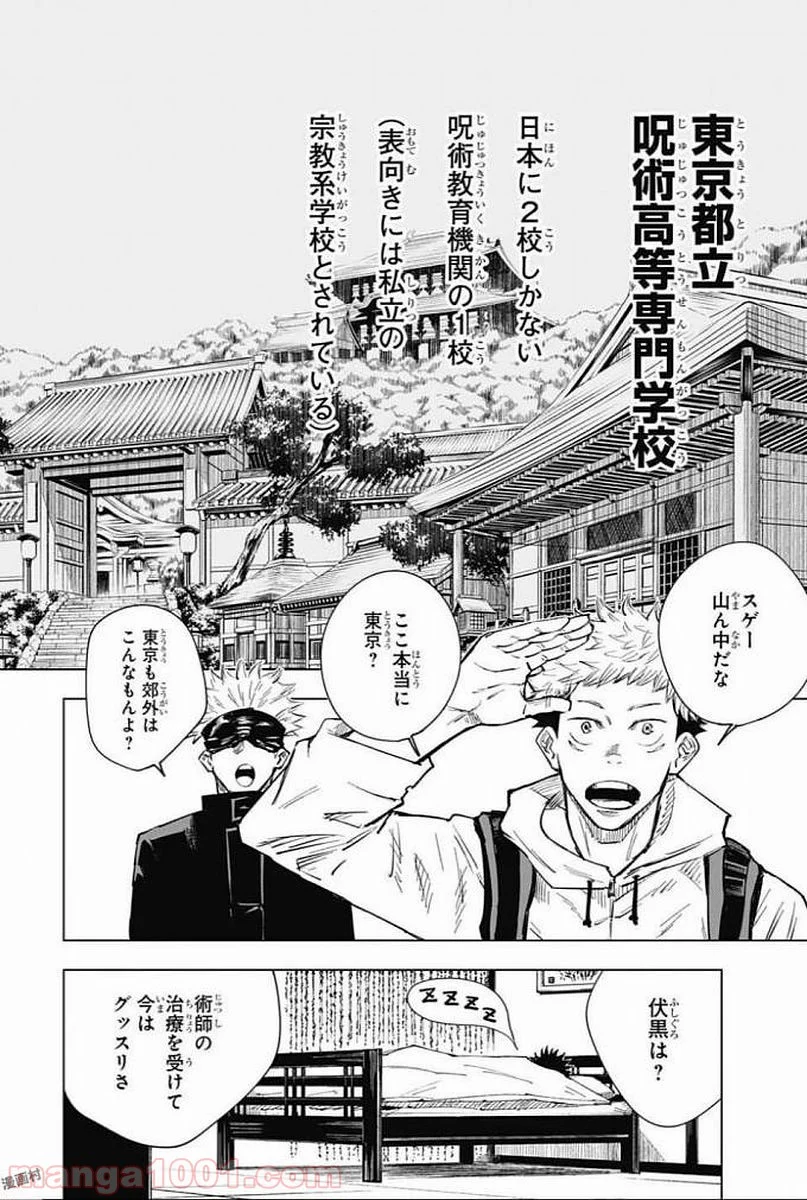 東京都立
呪術高等専門学校
日本に2校しかない
呪術教育機関の1校
(表向きには私立の
宗教系学校とされている)
スゲー
山ん中だな
ここ本当に
東京?
東京も郊外は
こんなもんよ?
伏黒は?
ZZZZ
術師の
治療を受けて
今は
グッスリさ
manga1001.com
漫画村